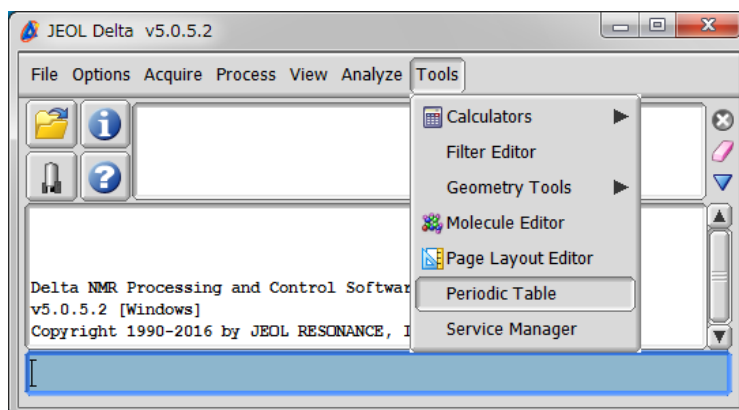 JEOL Delta v5.0.5.2
File Options Acquire Process View Analyze Tools
Calculators
Filter Editor
Geometry Tools
Molecule Editor
Page Layout Editor
Periodic Table
Service Manager
Delta NMR Processing and Control Softwar
v5.0.5.2 [Windows]
Copyright 1990-2016 by JEOL RESONANCE, I